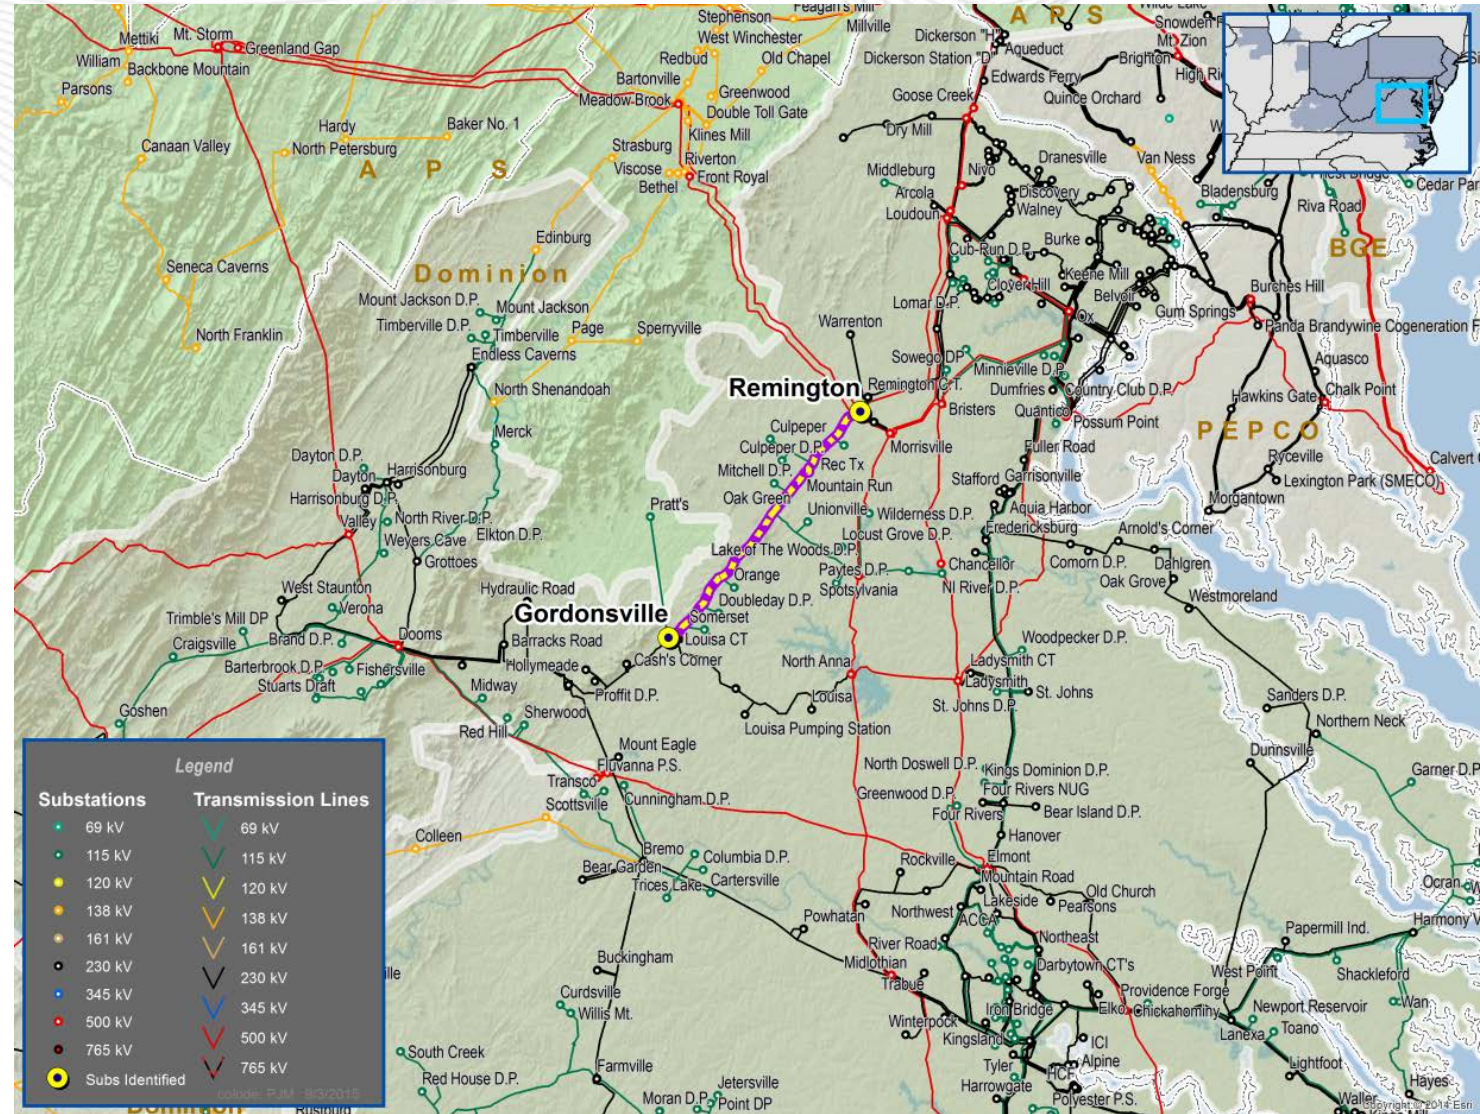 Mettiki
Mt. Storm
Greenland Gap
William
Backbone Mountain
Parsons
Hardy
Baker No. 1
North Petersburg
Canaan Valley
A P S
Seneca Caverns
North Franklin
Stephenson
Feagan's Mill
West Winchester
Millville
Redbud
Old Chapel
Bartonville
Greenwood
Meadow Brook
Double Toll Gate
Klines Mill
Strasburg
Riverton
Viscose
Front Royal
Bethel
Edinburg
Dominion
Mount Jackson D.P.
Mount Jackson
Timberville D.P.
Timberville
Page
Sperryville
Endless Caverns
North Shenandoah
Merck
A P S
Dickerson "H"
Aqueduct
Dickerson Station "D"
Edwards Ferry
Goose Creek
Quince Orchard
Brighton
Snowden
Mt. Zion
High
Dry Mill
Dranesville
Van Ness
Middleburg
Nivo
Arcola
Discovery
Walney
Loudoun
Bladensburg
Riva Road
Cedar
BGE
Cub-Run D.P.
Burke
Keene Mill
Clover Hill
Belvoir
Burches Hill
Lomar D.P.
Gum Springs
Ox
Panda Brandywine Cogeneration F
Warrenton
Sowego DP
Minnieville D.P.
Aquasco
Remington
Remington C.T.
Dumfries
Country Club D.P.
Hawkins Gate
Chalk Point
Bristers
Quantico
Possum Point
PEPCO
Morrisville
Fuller Road
Ryceville
Calvert
Culpeper
Culpeper D.P.
Rec Tx
Mitchell D.P.
Mountain Run
Stafford
Garrisonville
Lexington Park (SMECO)
Oak Green
Morgantown
Unionville
Wilderness D.P.
Aquia Harbor
Pratt's
Locust Grove D.P.
Fredericksburg
Arnold's Corner
Lake of The Woods D.P.
Chancellor
Comorn D.P.
Dahlgren
Orange
Paytes D.P.
Oak Grove
Spotsylvania
NI River D.P.
Doubleday D.P.
Westmoreland
Dayton D.P.
Dayton
Harrisonburg
Harrisonburg D.P.
Valley
North River D.P.
Elkton D.P.
Weyers Cave
Grottoes
West Staunton
Hydraulic Road
Gordonsville
Somerset
Verona
Trimble's Mill DP
Louisa CT
Craigsville
Brand D.P.
Dooms
Barracks Road
Cash's Corner
Woodpecker D.P.
Barterbrook D.P.
Fishersville
Hollymeade
North Anna
Ladysmith CT
Stuarts Draft
Midway
Proffit D.P.
Louisa
Ladysmith
St. Johns
Goshen
Sherwood
Louisa Pumping Station
St. Johns D.P.
Sanders D.P.
Red Hill
Northern Neck
Mount Eagle
Fluvanna P.S.
Dunnsville
Transco
North Doswell D.P.
Kings Dominion D.P.
Garner D.P.
Scottsville
Cunningham D.P.
Greenwood D.P.
Four Rivers NUG
Four Rivers
Bear Island D.P.
Colleen
Hanover
Bremo
Columbia D.P.
Rockville
Elmont
Bear Garden
Cartersville
Mountain Road
Trices Lake
Old Church
Ocran
Lakeside
Pearsons
Powhatan
Northwest
ACCA
Harmony V
River Road
Northeast
Papermill Ind.
Buckingham
Midlothian
Darbytown CT's
West Point
Shackleford
Trabue
Curdsville
Providence Forge
Wan
Willis Mt.
Iron Bridge
Elko
Chickahominy
Newport Reservoir
Winterpock
Toano
Kingsland
ICI
Lanexa
South Creek
Tyler
Alpine
Lightfoot
Farmville
HCF
Red House D.P.
Jetersville
Harrowgate
Hayes
Moran D.P.
Point DP
Polyester P.S.
Waller
Dominion
Legend
Substations Transmission Lines
69 kV 69 kV
115 kV 115 kV
120 kV 120 kV
138 kV 138 kV
161 kV 161 kV
230 kV 230 kV
345 kV 345 kV
500 kV 500 kV
765 kV 765 kV
Subs Identified
Copyright:© 2014 Esri